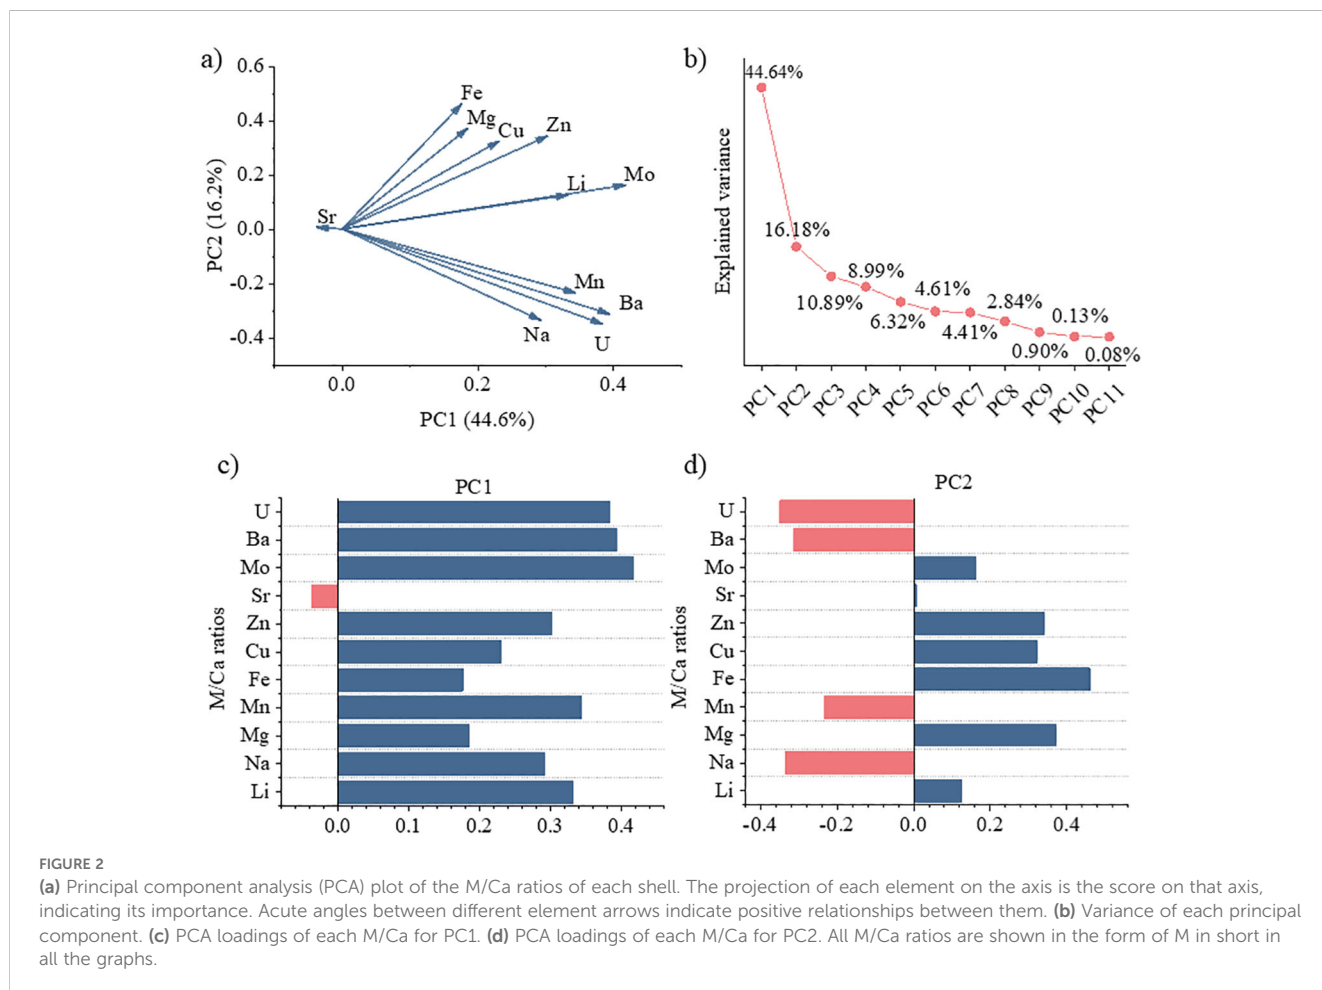 a)
0.6
0.4
0.2
0.0
-0.2
-0.4
PC2 (16.2%)
Fe
Mg
Cu
Zn
Li
Mo
Sr
Mn
Ba
Na
U
0.0
0.2
0.4
PC1 (44.6%)
b)
Explained variance
44.64%
16.18%
10.89%
8.99%
6.32%
4.61%
4.41%
2.84%
0.90%
0.13%
0.08%
PC1
PC2
PC3
PC4
PC5
PC6
PC7
PC8
PC9
PC10
PC11
c)
PC1
M/Ca ratios
U
Ba
Mo
Sr
Zn
Cu
Fe
Mn
Mg
Na
Li
0.0
0.1
0.2
0.3
0.4
d)
PC2
M/Ca ratios
U
Ba
Mo
Sr
Zn
Cu
Fe
Mn
Mg
Na
Li
-0.4
-0.2
0.0
0.2
0.4
FIGURE 2
(a) Principal component analysis (PCA) plot of the M/Ca ratios of each shell. The projection of each element on the axis is the score on that axis,
indicating its importance. Acute angles between different element arrows indicate positive relationships between them. (b) Variance of each principal
component. (c) PCA loadings of each M/Ca for PC1. (d) PCA loadings of each M/Ca for PC2. All M/Ca ratios are shown in the form of M in short in
all the graphs.